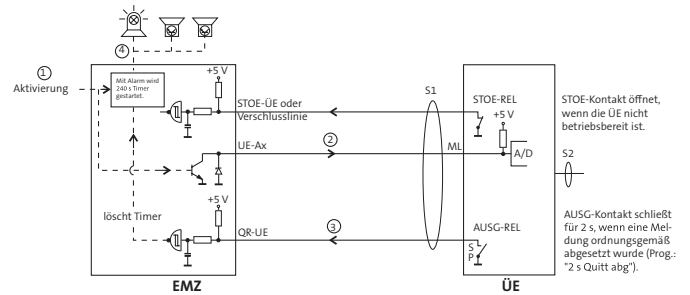 4
1
Aktivierung
Mit Alarm wird
240 s Timer
gestartet.
+5 V
STOE-ÜE oder
Verschlusslinie
UE-Ax
2
ML
löscht Timer
+5 V
QR-UE
3
EMZ
S1
STOE-REL
+5 V
A/D
AUSG-REL
S
P
ÜE
S2
STOE-Kontakt öffnet,
wenn die ÜE nicht
betriebsbereit ist.
AUSG-Kontakt schließt
für 2 s, wenn eine Mel-
dung ordnungsgemäß
abgesetzt wurde (Prog.:
"2 s Quitt abg").